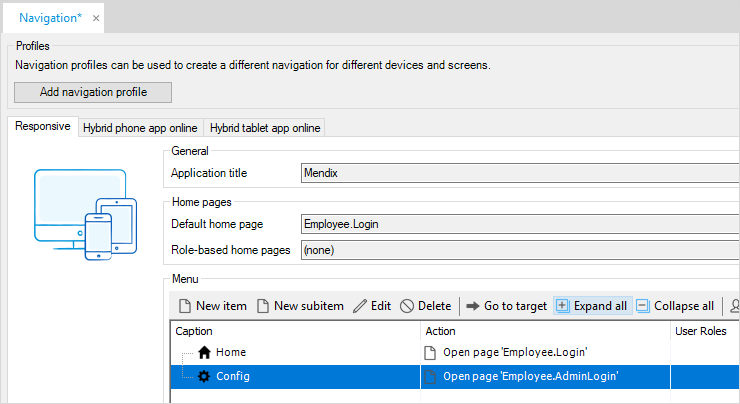 Navigation* ×
Profiles
Navigation profiles can be used to create a different navigation for different devices and screens.
Add navigation profile
Responsive Hybrid phone app online Hybrid tablet app online
General
Application title Mendix
Home pages
Default home page Employee.Login
Role-based home pages (none)
Menu
New item New subitem Edit Delete Go to target Expand all Collapse all
Caption Action User Roles
Home Open page 'Employee.Login'
Config Open page 'Employee.AdminLogin'